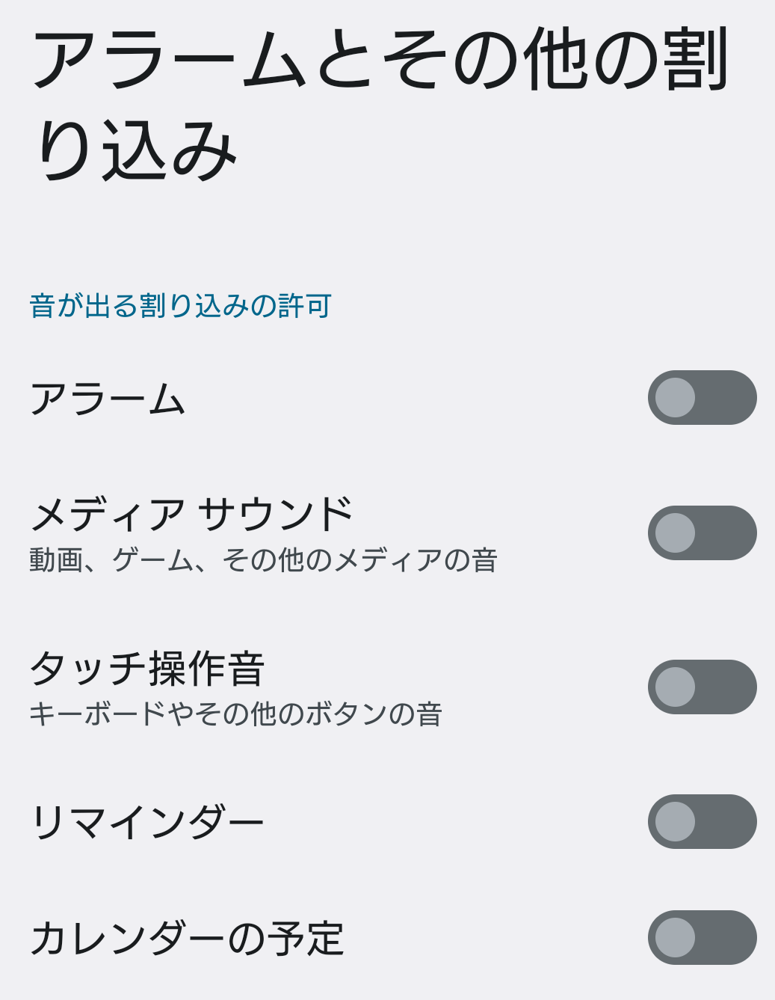 アラームとその他の割
り込み
音が出る割り込みの許可
アラーム
メディア サウンド
動画、ゲーム、その他のメディアの音
タッチ操作音
キーボードやその他のボタンの音
リマインダー
カレンダーの予定